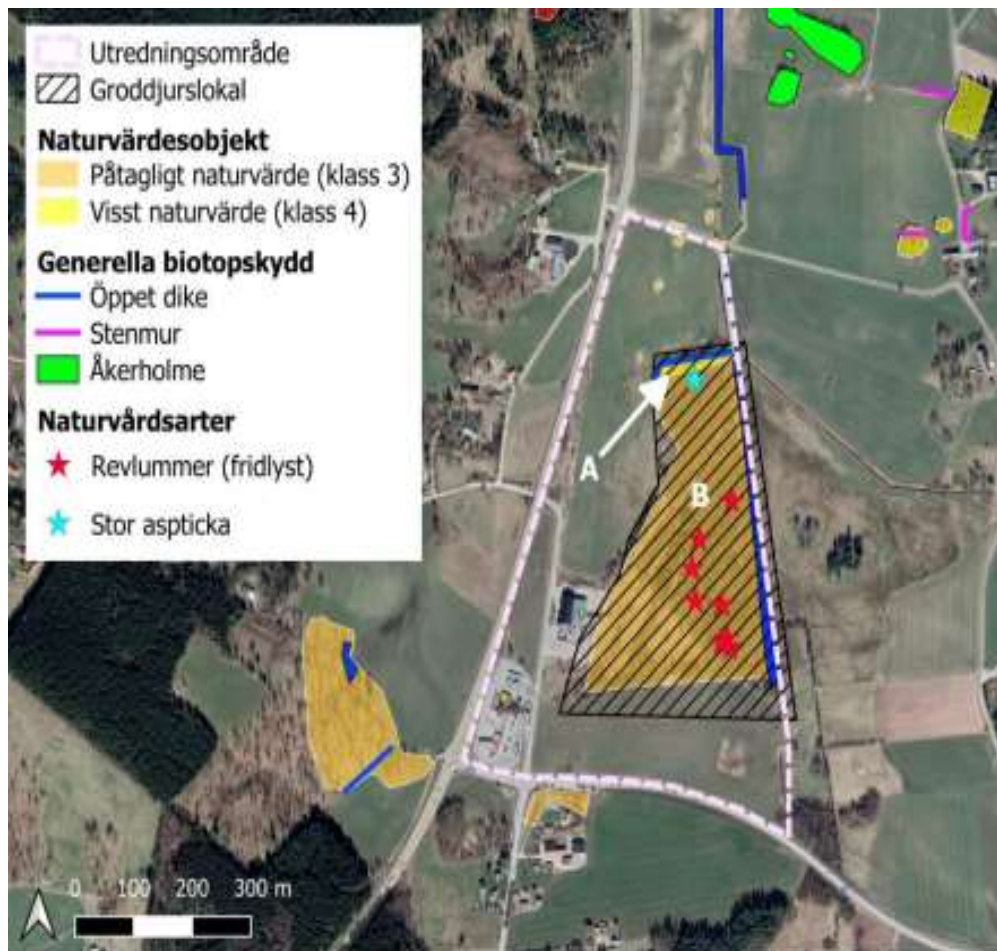 Utredningsområde
Groddjurslokal
Naturvärdesobjekt
Påtagligt naturvärde (klass 3)
Visst naturvärde (klass 4)
Generella biotopskydd
Öppet dike
Stenmur
Åkerholme
Naturvårdsarter
Revlummer (fridlyst)
Stor aspticka
A
B
0 100 200 300 m